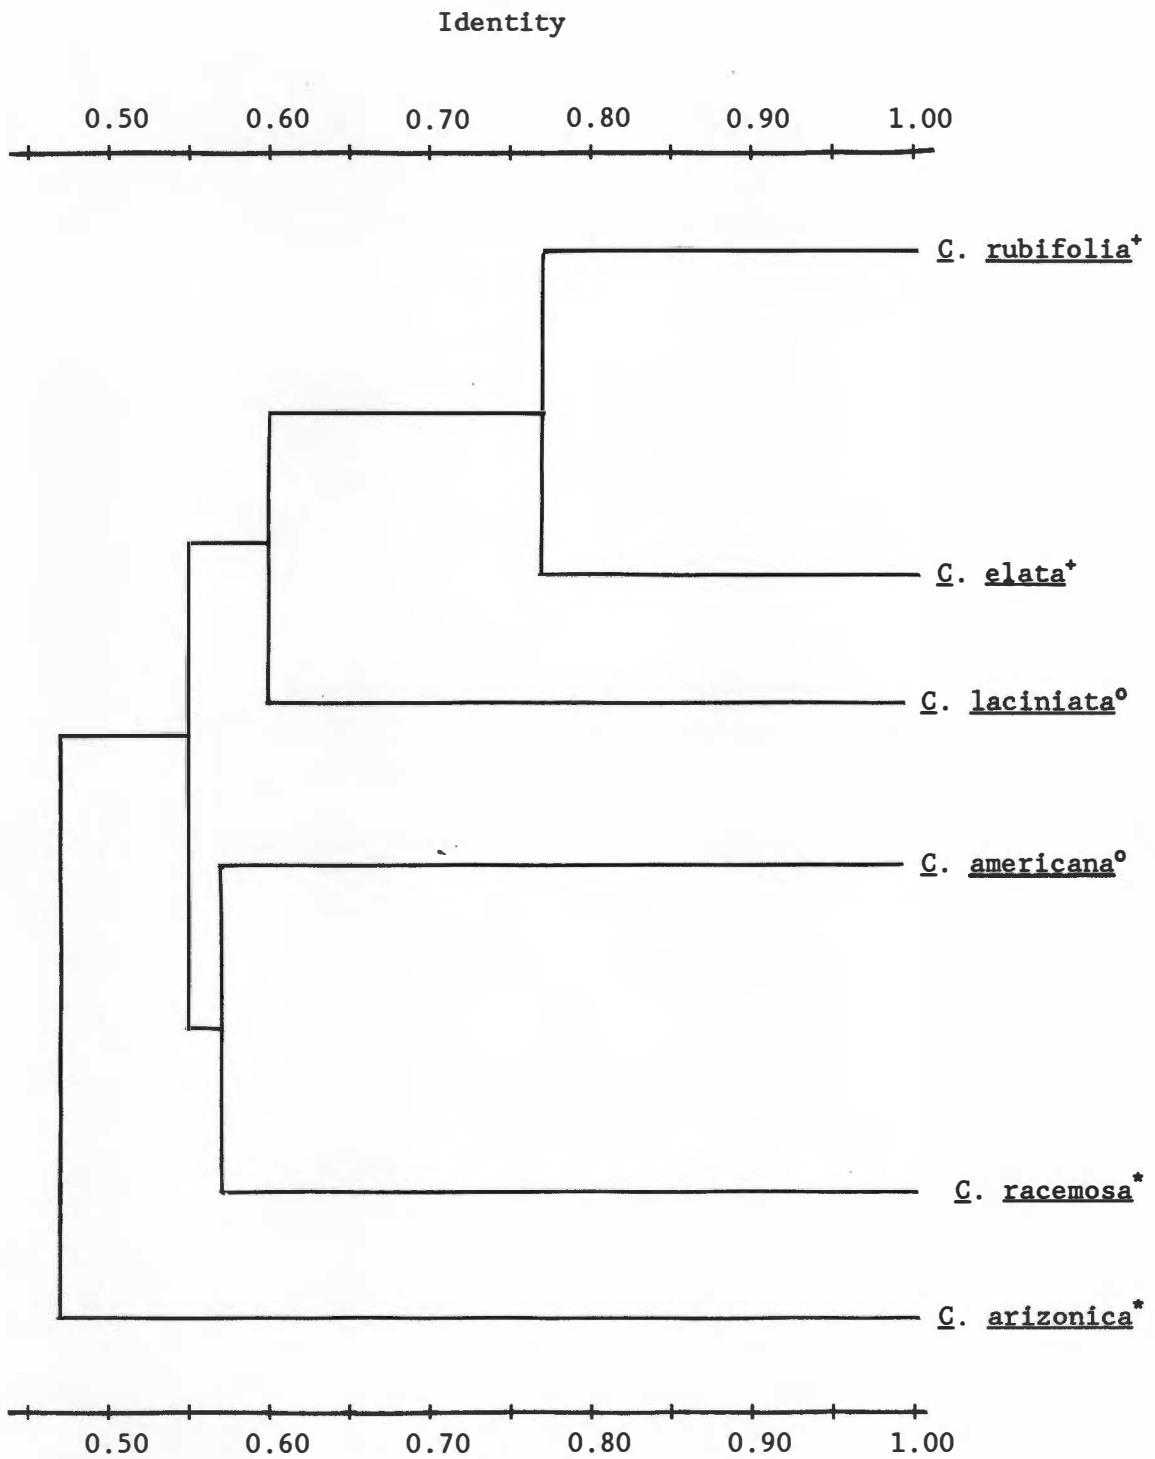 Identity
0.50 0.60 0.70 0.80 0.90 1.00
C. rubifolia+
C. elata+
C. laciniata°
C. americana°
C. racemosa*
C. arizonica*
0.50 0.60 0.70 0.80 0.90 1.00